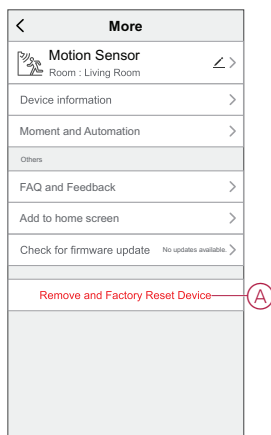 More
Motion Sensor
Room : Living Room
Device information
Moment and Automation
Others
FAQ and Feedback
Add to home screen
Check for firmware update No updates available.
Remove and Factory Reset Device A